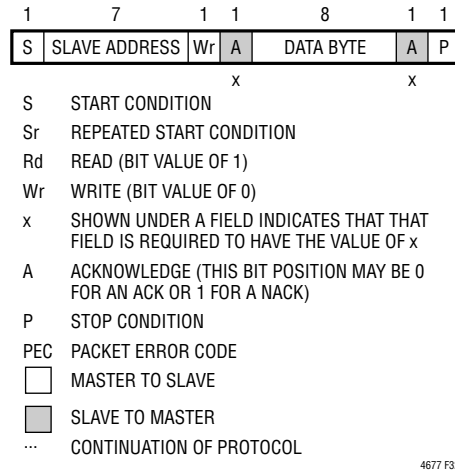 1 7 1 1 8 1 1
S SLAVE ADDRESS Wr A DATA BYTE A P
x x
S START CONDITION
Sr REPEATED START CONDITION
Rd READ (BIT VALUE OF 1)
Wr WRITE (BIT VALUE OF 0)
x SHOWN UNDER A FIELD INDICATES THAT THAT
FIELD IS REQUIRED TO HAVE THE VALUE OF x
A ACKNOWLEDGE (THIS BIT POSITION MAY BE 0
FOR AN ACK OR 1 FOR A NACK)
P STOP CONDITION
PEC PACKET ERROR CODE
MASTER TO SLAVE
SLAVE TO MASTER
... CONTINUATION OF PROTOCOL